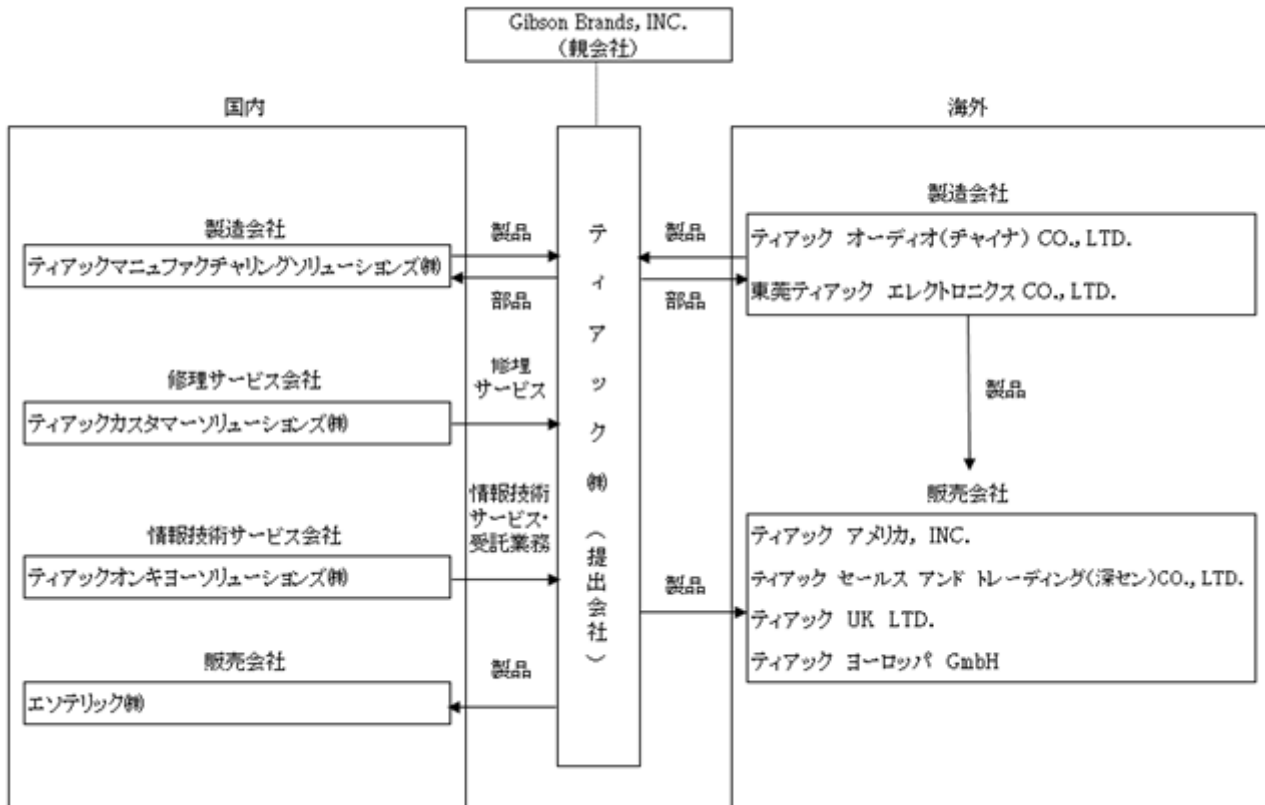 Gibson Brands, INC.
（親会社）
国内
製造会社
ティアックマニュファクチャリングソリューションズ㈱
修理サービス会社
ティアックカスタマーソリューションズ㈱
情報技術サービス会社
ティアックオンキヨーソリューションズ㈱
販売会社
エソテリック㈱
製品
部品
修理
サービス
情報技術
サービス・
受託業務
製品
ティアック㈱（提出会社）
製品
部品
製品
海外
製造会社
ティアック オーディオ(チャイナ) CO.,LTD.
東莞ティアック エレクトロニクス CO.,LTD.
製品
販売会社
ティアック アメリカ, INC.
ティアック セールス アンド トレーディング(深セン)CO.,LTD.
ティアック UK LTD.
ティアック ヨーロッパ GmbH